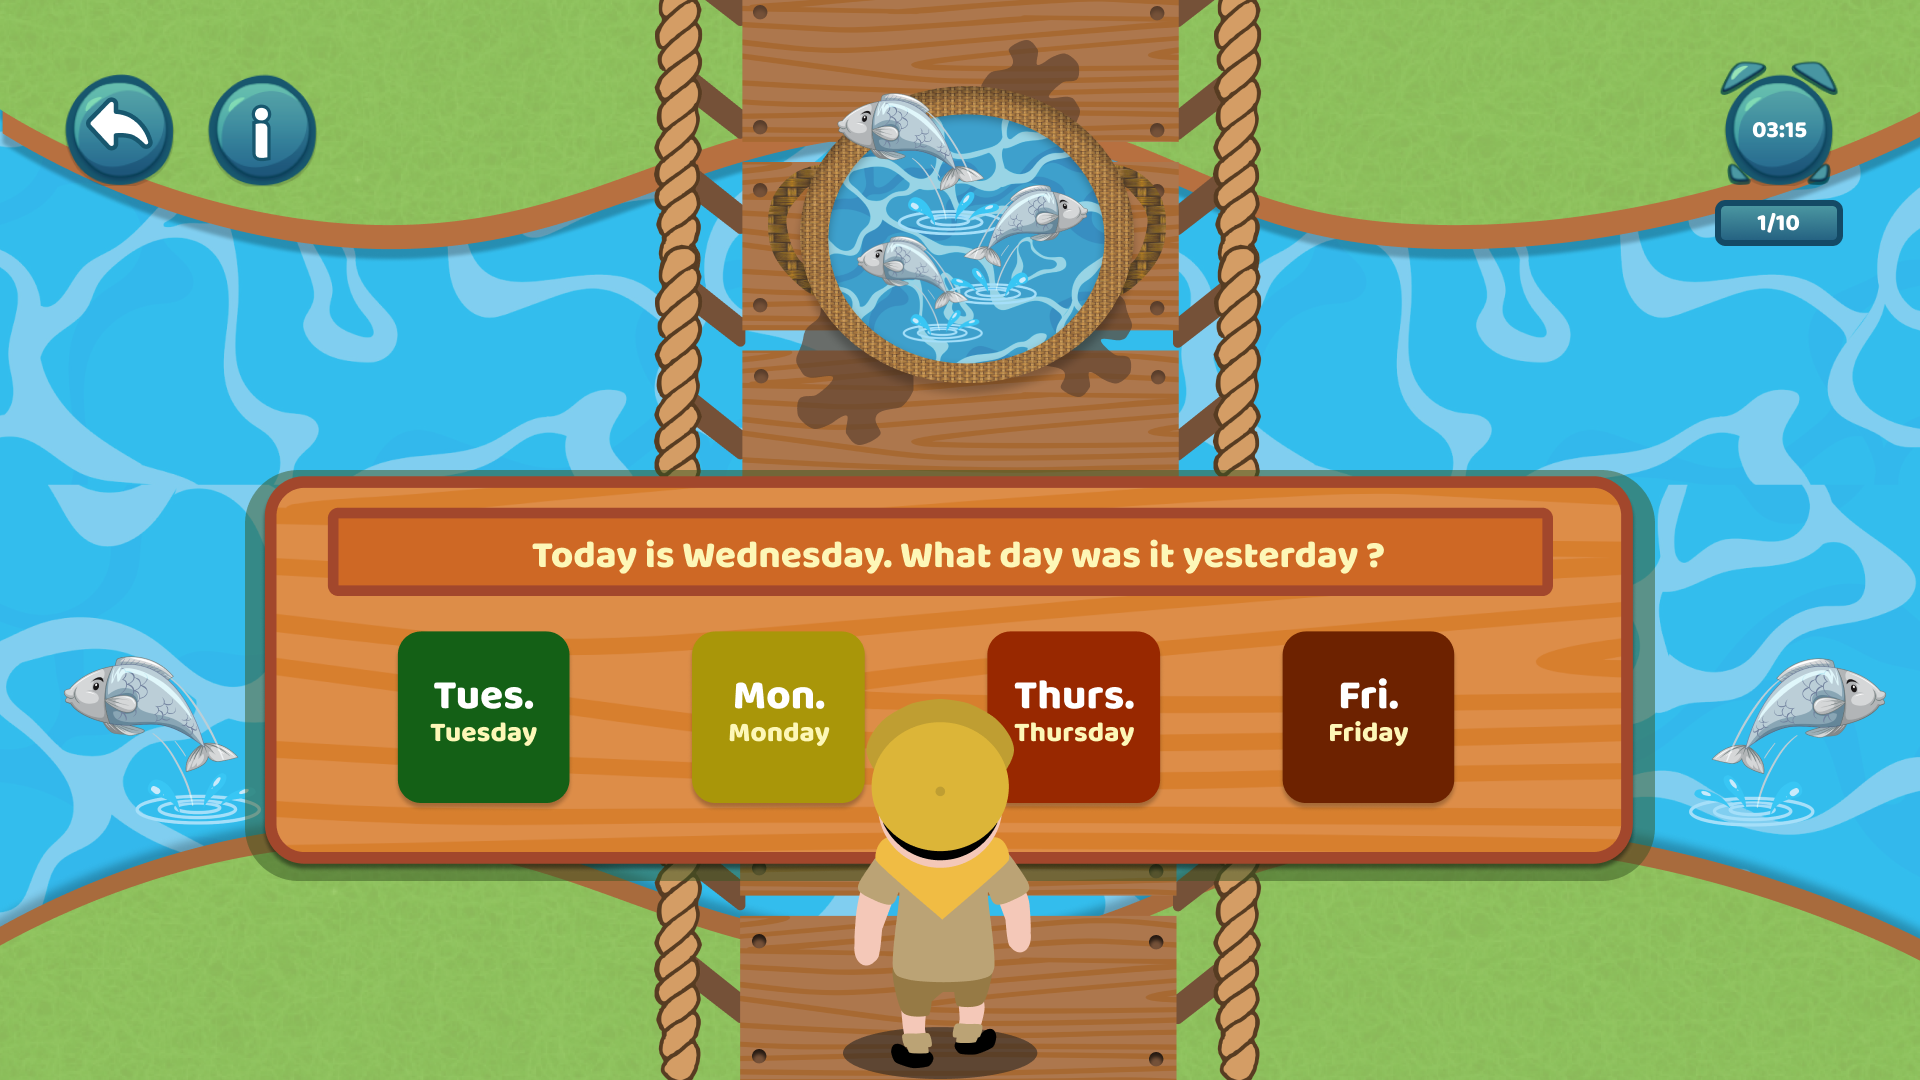 03:15
1/10
Today is Wednesday. What day was it yesterday ?
Tues.
Tuesday
Mon.
Monday
Thurs.
Thursday
Fri.
Friday